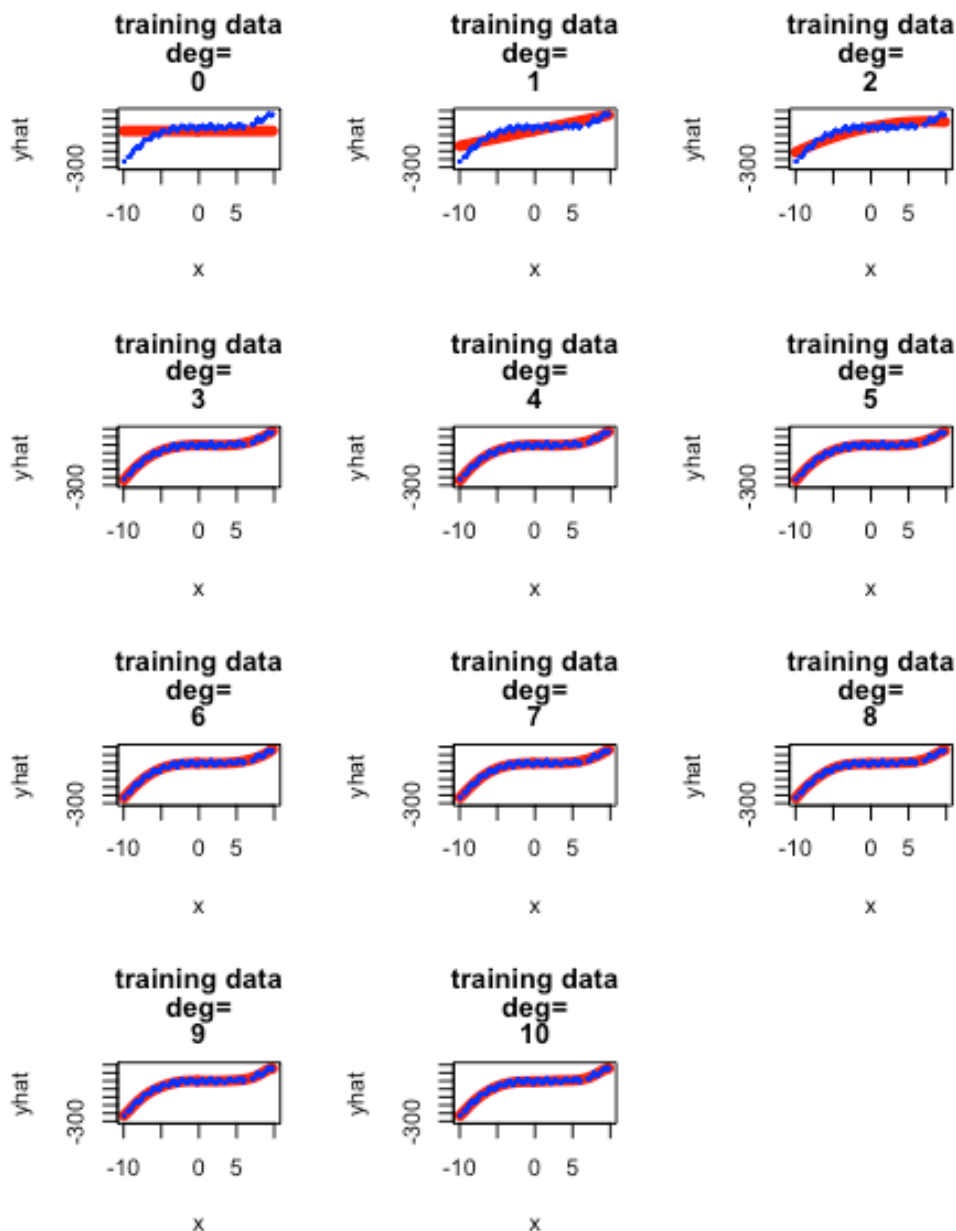 training data
deg=
0
yhat
-300
-10 0 5
x
training data
deg=
1
yhat
-300
-10 0 5
x
training data
deg=
2
yhat
-300
-10 0 5
x
training data
deg=
3
yhat
-300
-10 0 5
x
training data
deg=
4
yhat
-300
-10 0 5
x
training data
deg=
5
yhat
-300
-10 0 5
x
training data
deg=
6
yhat
-300
-10 0 5
x
training data
deg=
7
yhat
-300
-10 0 5
x
training data
deg=
8
yhat
-300
-10 0 5
x
training data
deg=
9
yhat
-300
-10 0 5
x
training data
deg=
10
yhat
-300
-10 0 5
x